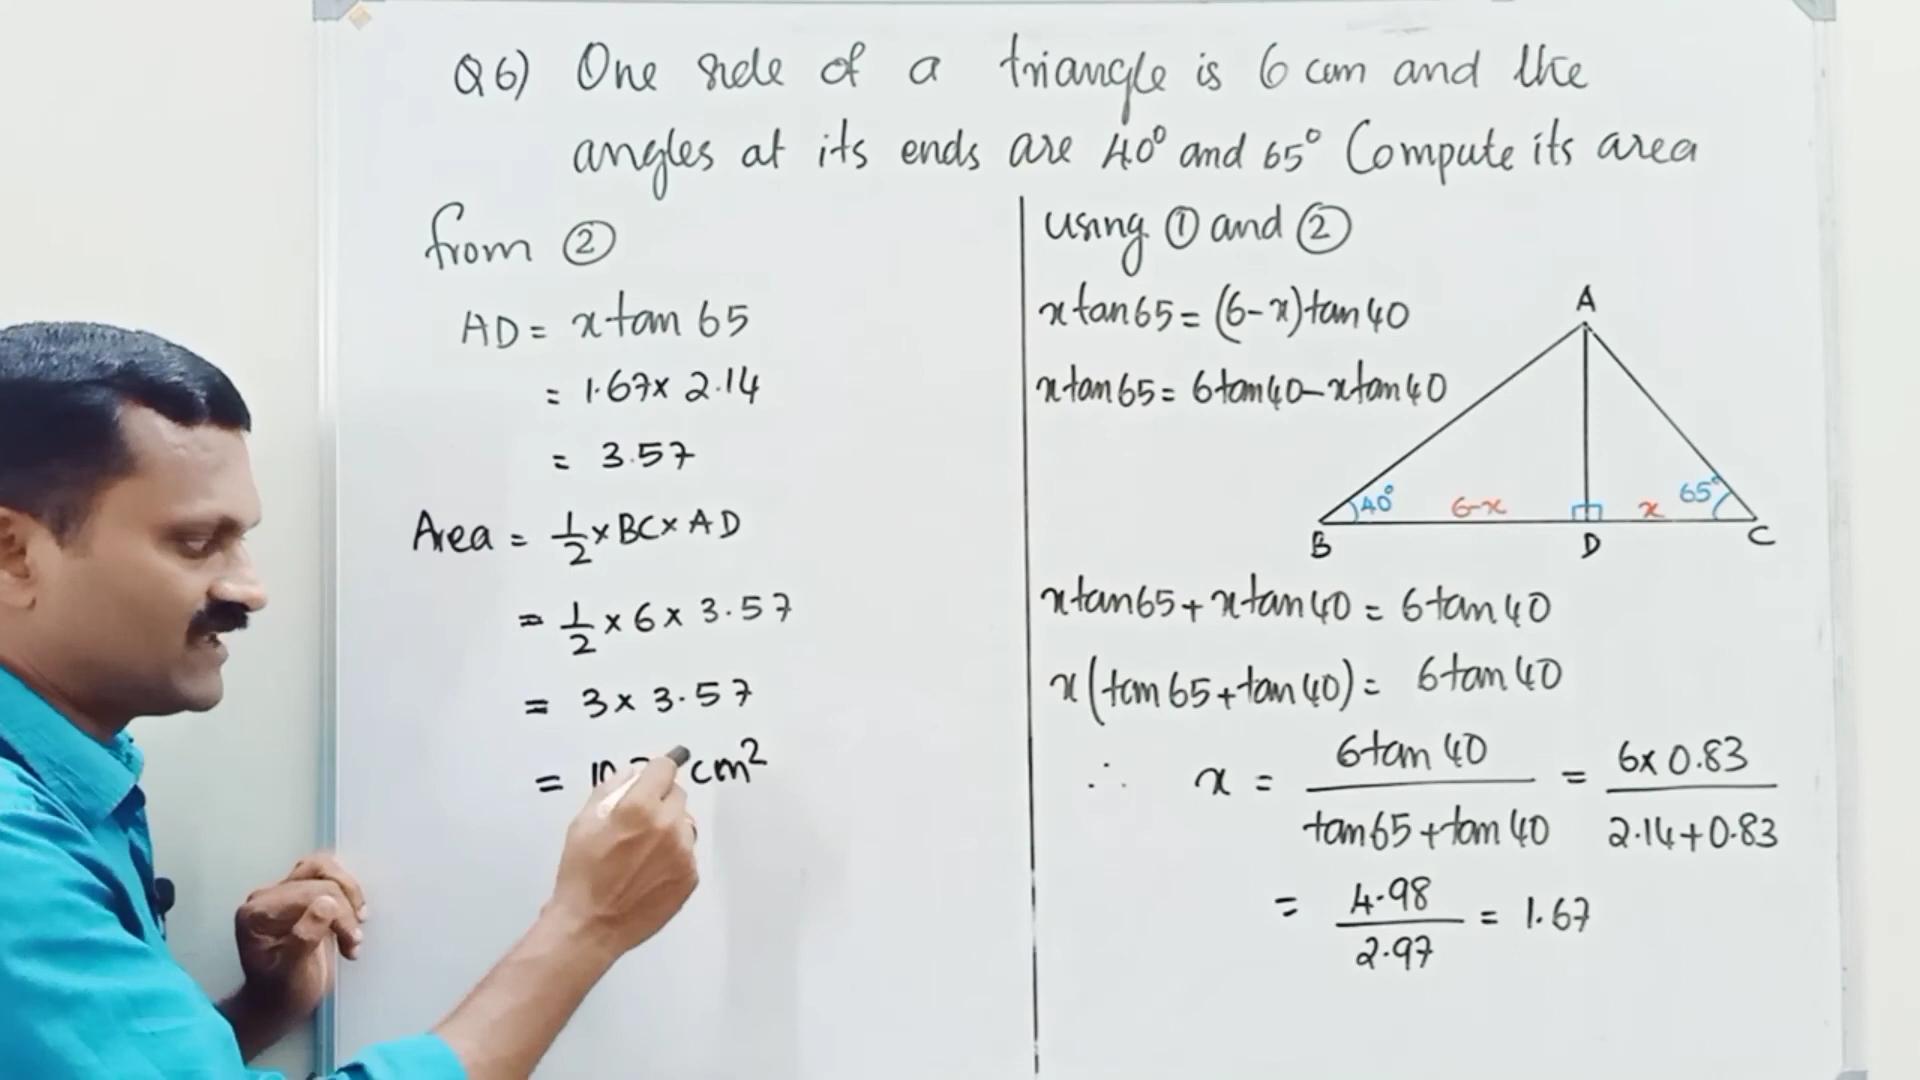 Q6) One side of a triangle is 6 cm and the
angles at its ends are 40° and 65° Compute its area
from ②
AD = x tan 65
= 1.67 x 2.14
= 3.57
Area = 1/2 x BC x AD
= 1/2 x 6 x 3.57
= 3 x 3.57
= cm²
using ① and ②
x tan 65 = (6-x) tan 40
x tan 65 = 6 tan 40 - x tan 40
A
40° 6-x x 65°
B D C
x tan 65 + x tan 40 = 6 tan 40
x (tan 65 + tan 40) = 6 tan 40
∴ x = 6 tan 40 / tan 65 + tan 40 = 6 x 0.83 / 2.14 + 0.83
= 4.98 / 2.97 = 1.67